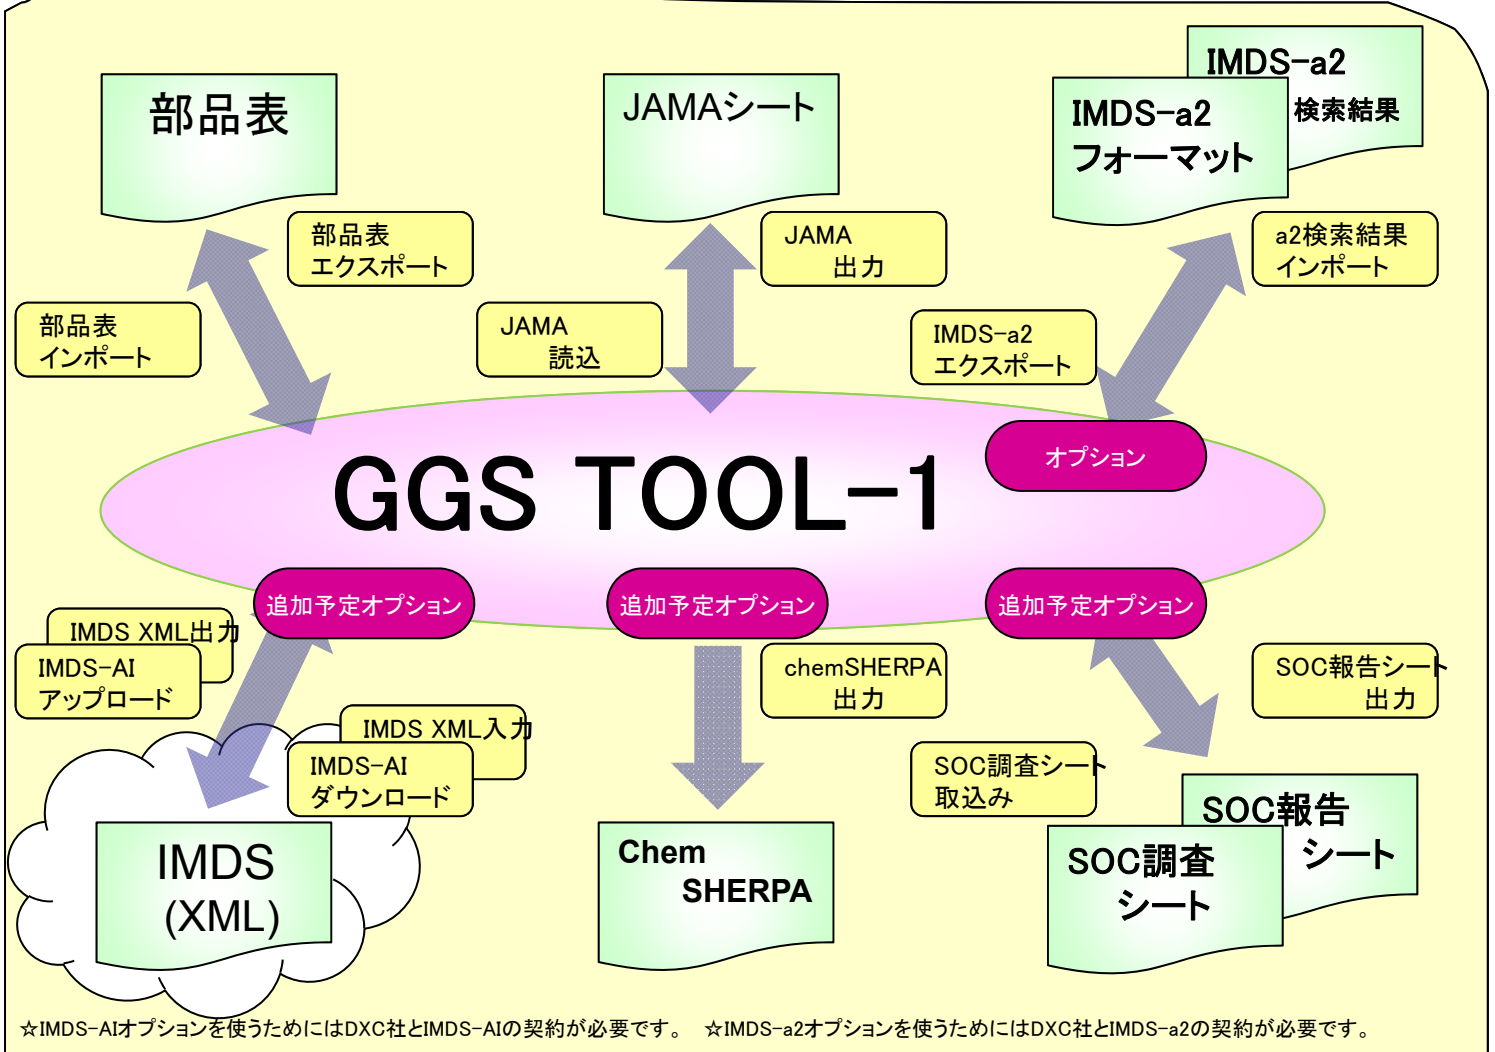 部品表
JAMAシート
IMDS-a2
検索結果
IMDS-a2
フォーマット
部品表
エクスポート
JAMA
出力
a2検索結果
インポート
部品表
インポート
JAMA
読込
IMDS-a2
エクスポート
オプション
GGS TOOL-1
追加予定オプション
追加予定オプション
追加予定オプション
IMDS XML出力
IMDS-AI
アップロード
chemSHERPA
出力
SOC報告シート
出力
IMDS XML入力
IMDS-AI
ダウンロード
SOC調査シート
取込み
IMDS
(XML)
Chem
SHERPA
SOC報告
シート
SOC調査
シート
☆IMDS-AIオプションを使うためにはDXC社とIMDS-AIの契約が必要です。 ☆IMDS-a2オプションを使うためにはDXC社とIMDS-a2の契約が必要です。